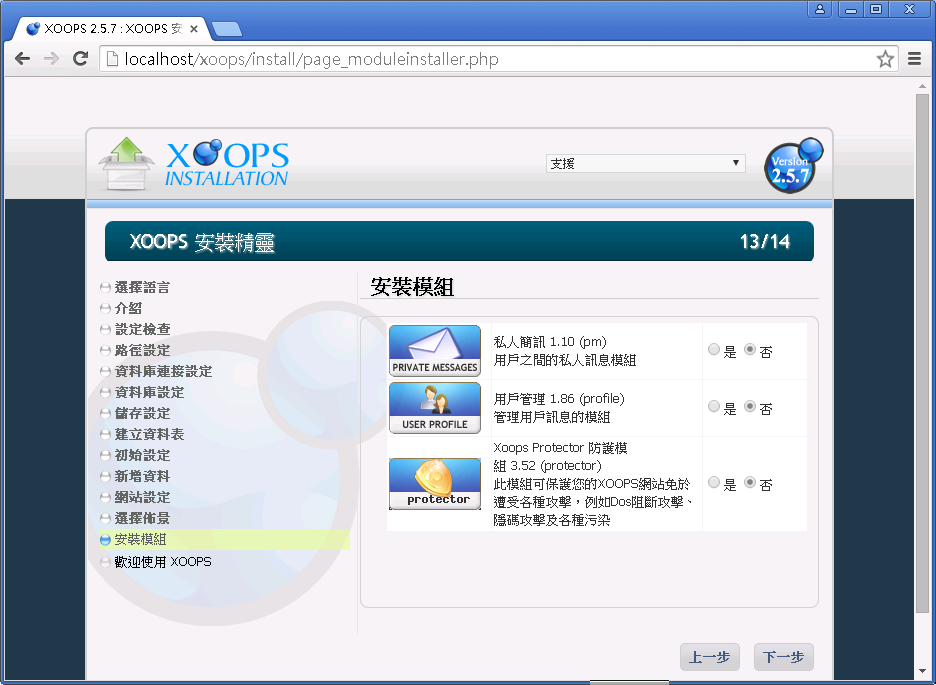 XOOPS 2.5.7 : XOOPS 安
localhost/xoops/install/page_moduleinstaller.php
XOOPS
INSTALLATION
支援
Version
2.5.7
XOOPS 安裝精靈
13/14
選擇語言
介紹
設定檢查
路徑設定
資料庫連接設定
資料庫設定
儲存設定
建立資料表
初始設定
新增資料
網站設定
選擇佈景
安裝模組
歡迎使用 XOOPS
安裝模組
PRIVATE MESSAGES
私人簡訊 1.10 (pm)
用戶之間的私人訊息模組
是 否
USER PROFILE
用戶管理 1.86 (profile)
管理用戶訊息的模組
是 否
protector
Xoops Protector 防護模
組 3.52 (protector)
此模組可保護您的XOOPS網站免於
遭受各種攻擊，例如Dos阻斷攻擊、
隱碼攻擊及各種污染
是 否
上一步
下一步